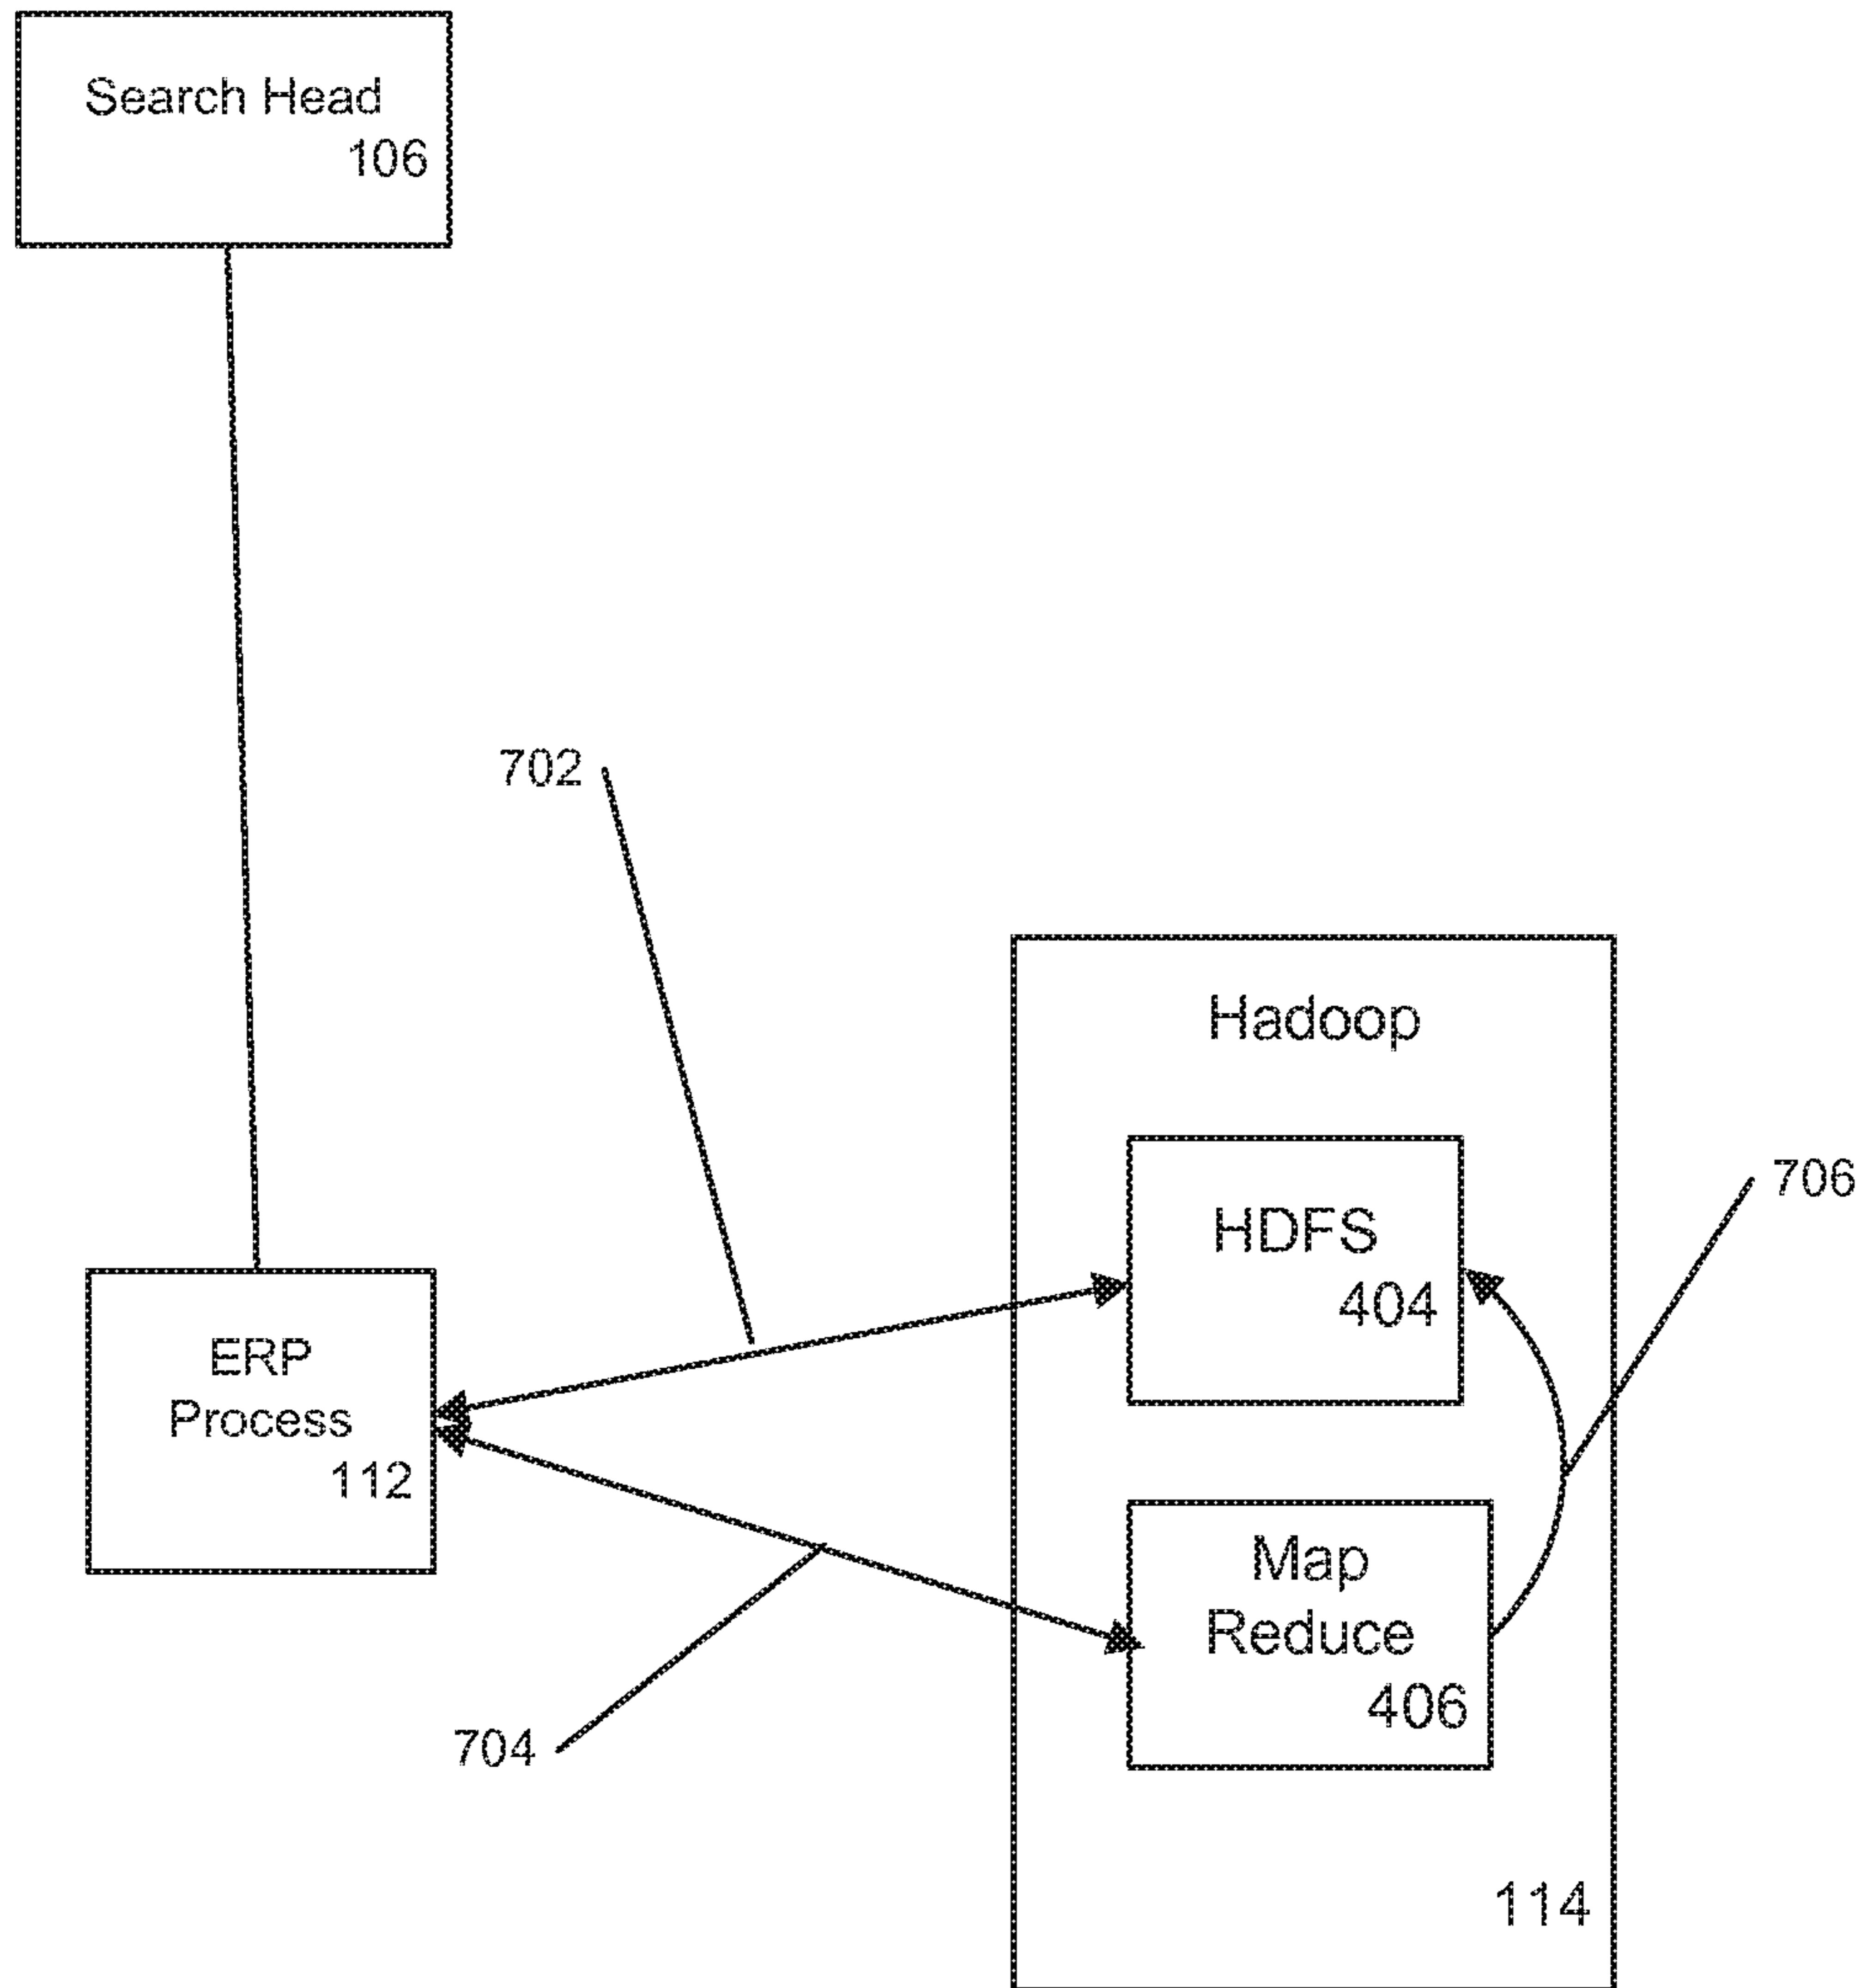 Search Head
106
702
Hadoop
HDFS
404
706
ERP
Process
112
Map
Reduce
406
704
114